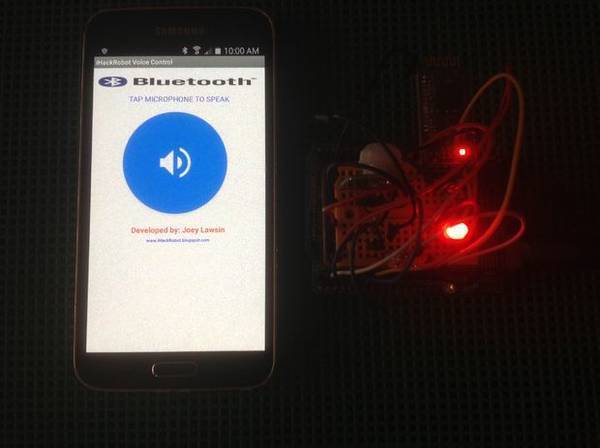 SAMSUNG
10:00 AM
iHackRobot Voice Control
Bluetooth™
TAP MICROPHONE TO SPEAK
Developed by: Joey Lawsin
www.iHackRobot.blogspot.com